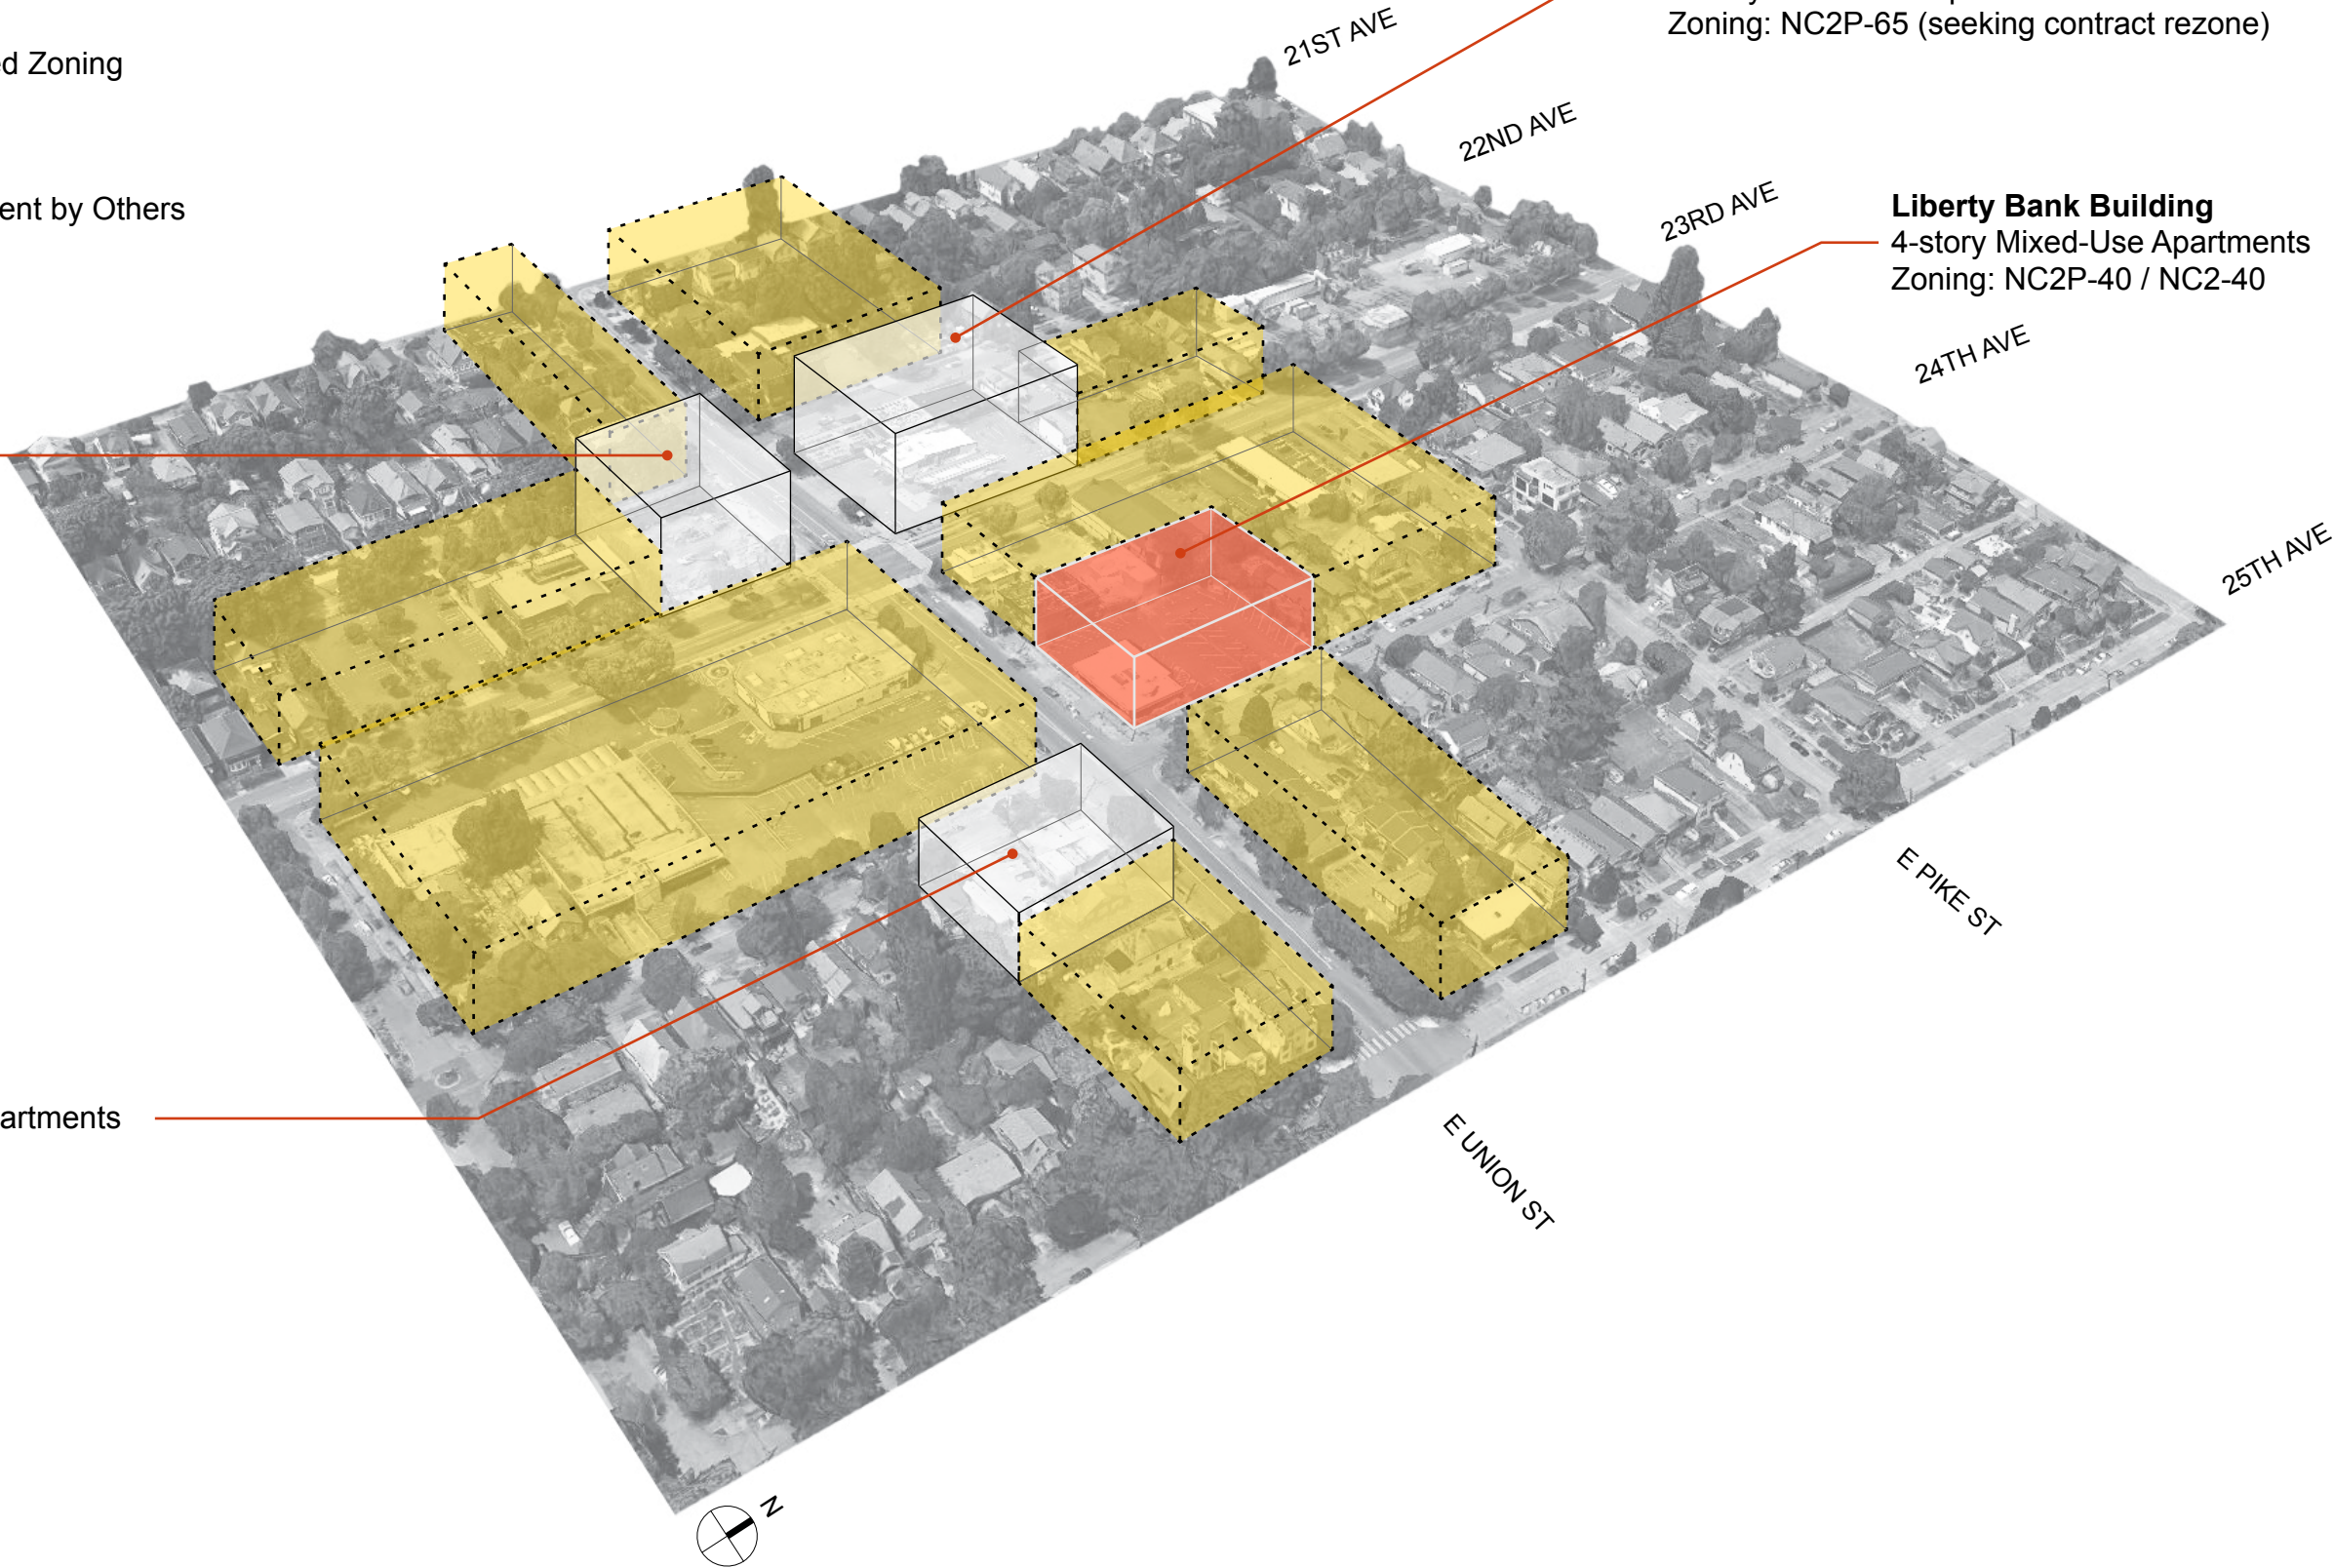 Zoning: NC2P-65 (seeking contract rezone)
21ST AVE
ed Zoning
22ND AVE
23RD AVE
ent by Others
Liberty Bank Building
4-story Mixed-Use Apartments
Zoning: NC2P-40 / NC2-40
24TH AVE
25TH AVE
E PIKE ST
artments
E UNION ST
N